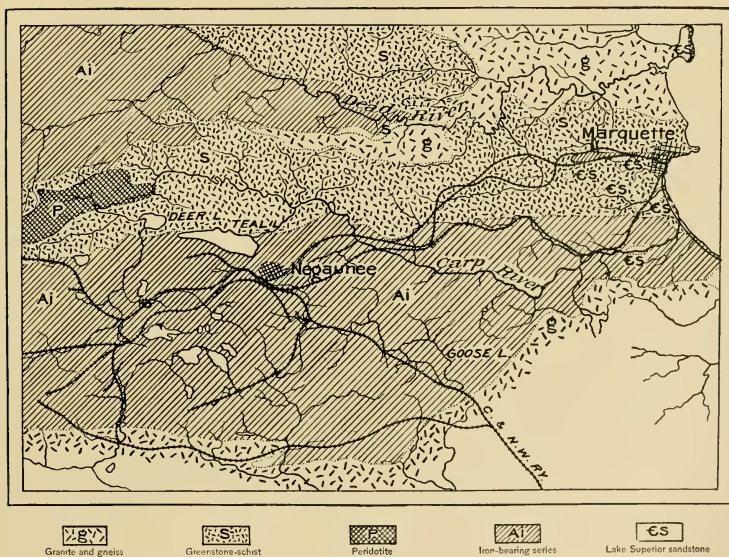 €s
Ai
S
g
Dead River
S
g
Marquette
S
€s
€s
€s
P
DEER L.
TEAL L.
€s
Negaunee
Carp River
€s
Ai
Ai
g
GOOSE L.
C. & N.W. RY.
g
S
P
Ai
€s
Granite and gneiss
Greenstone-schist
Peridotite
Iron-bearing series
Lake Superior sandstone